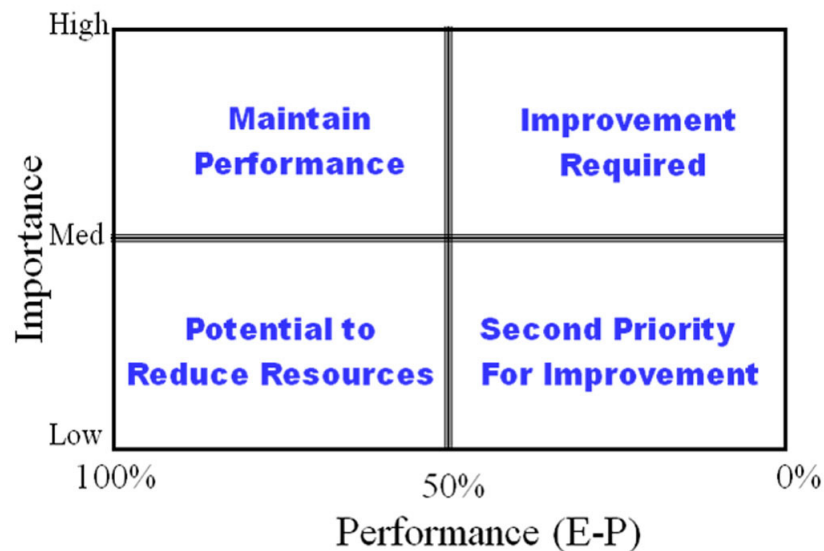 High
Maintain
Performance
Improvement
Required
Importance
Med
Potential to
Reduce Resources
Second Priority
For Improvement
Low
100%
50%
0%
Performance (E-P)